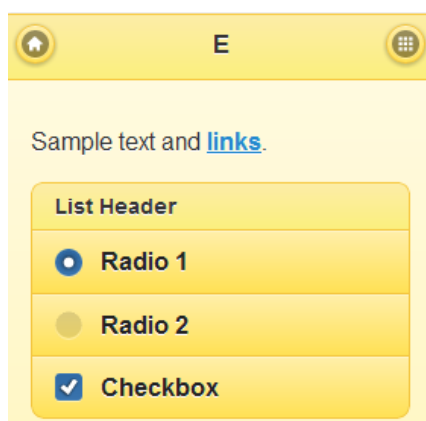 E
Sample text and links.
List Header
Radio 1
Radio 2
Checkbox